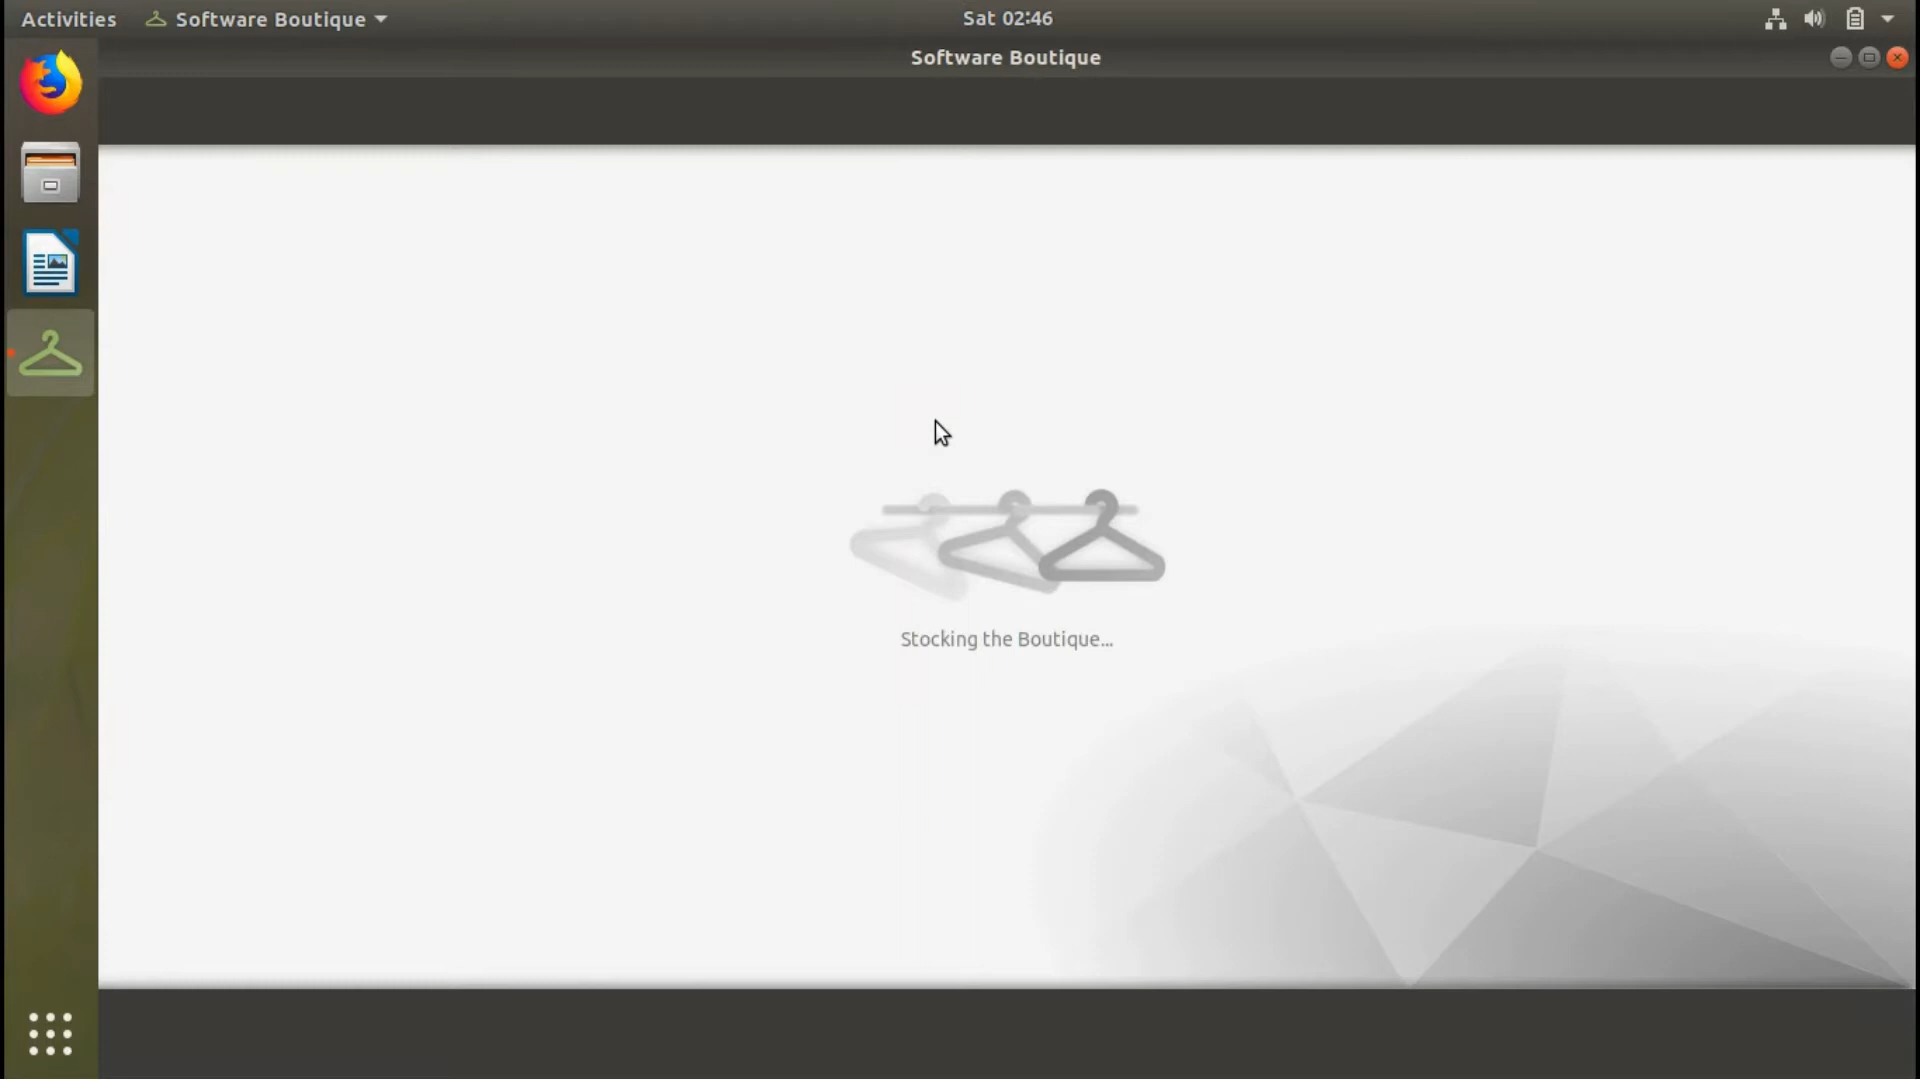 Activities
Software Boutique
Sat 02:46
Software Boutique
Stocking the Boutique...